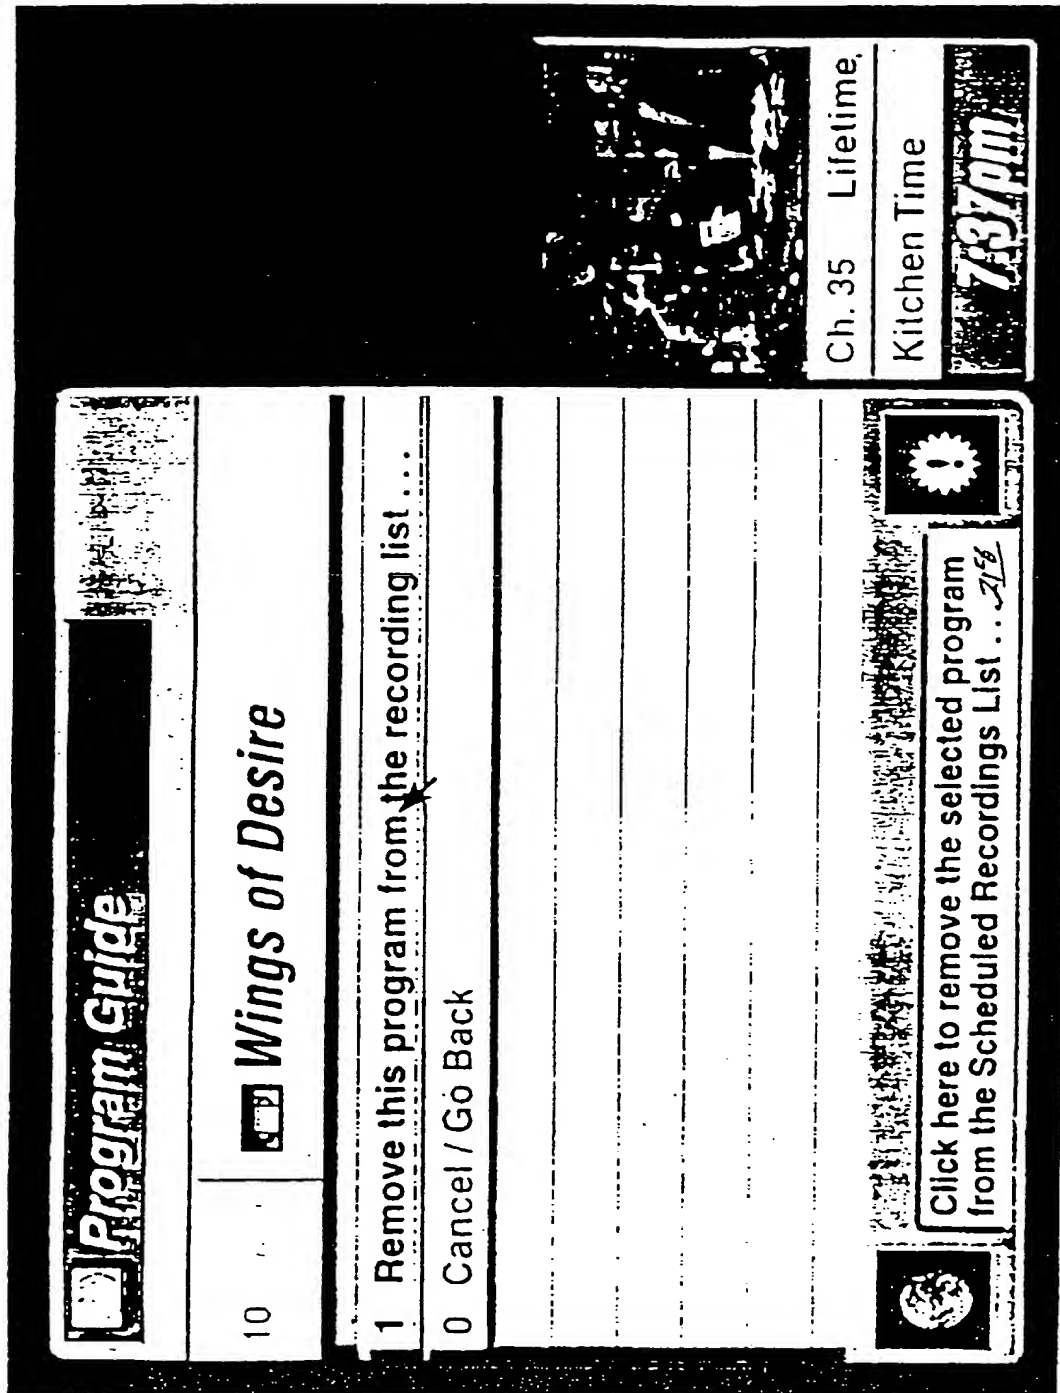 Program Guide
10
Wings of Desire
1 Remove this program from the recording list...
0 Cancel / Go Back
Click here to remove the selected program
from the Scheduled Recordings List...
!
Ch. 35 Lifetime,
Kitchen Time
7:37pm